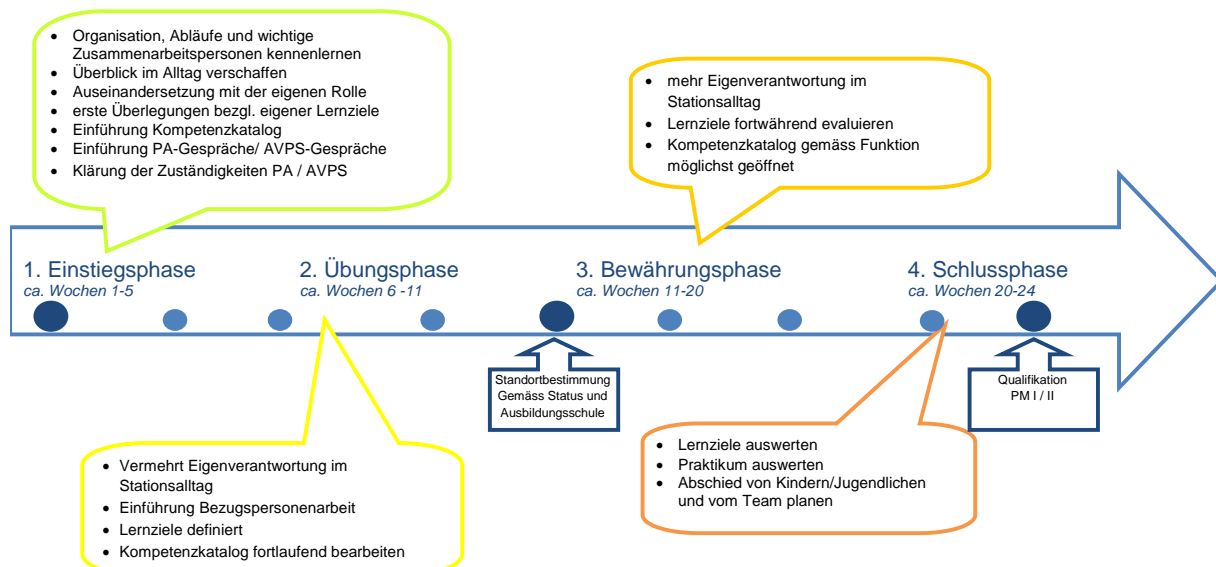 • Organisation, Abläufe und wichtige
Zusammenarbeitspersonen kennenlernen
• Überblick im Alltag verschaffen
• Auseinandersetzung mit der eigenen Rolle
• erste Überlegungen bezgl. eigener Lernziele
• Einführung Kompetenzkatalog
• Einführung PA-Gespräche/ AVPS-Gespräche
• Klärung der Zuständigkeiten PA / AVPS
• mehr Eigenverantwortung im
Stationsalltag
• Lernziele fortwährend evaluieren
• Kompetenzkatalog gemäss Funktion
möglichst geöffnet
1. Einstiegsphase
ca. Wochen 1-5
2. Übungsphase
ca. Wochen 6 -11
3. Bewährungsphase
ca. Wochen 11-20
4. Schlussphase
ca. Wochen 20-24
Standortbestimmung
Gemäss Status und
Ausbildungsschule
Qualifikation
PM I / II
• Vermehrt Eigenverantwortung im
Stationsalltag
• Einführung Bezugspersonenarbeit
• Lernziele definiert
• Kompetenzkatalog fortlaufend bearbeiten
• Lernziele auswerten
• Praktikum auswerten
• Abschied von Kindern/Jugendlichen
und vom Team planen